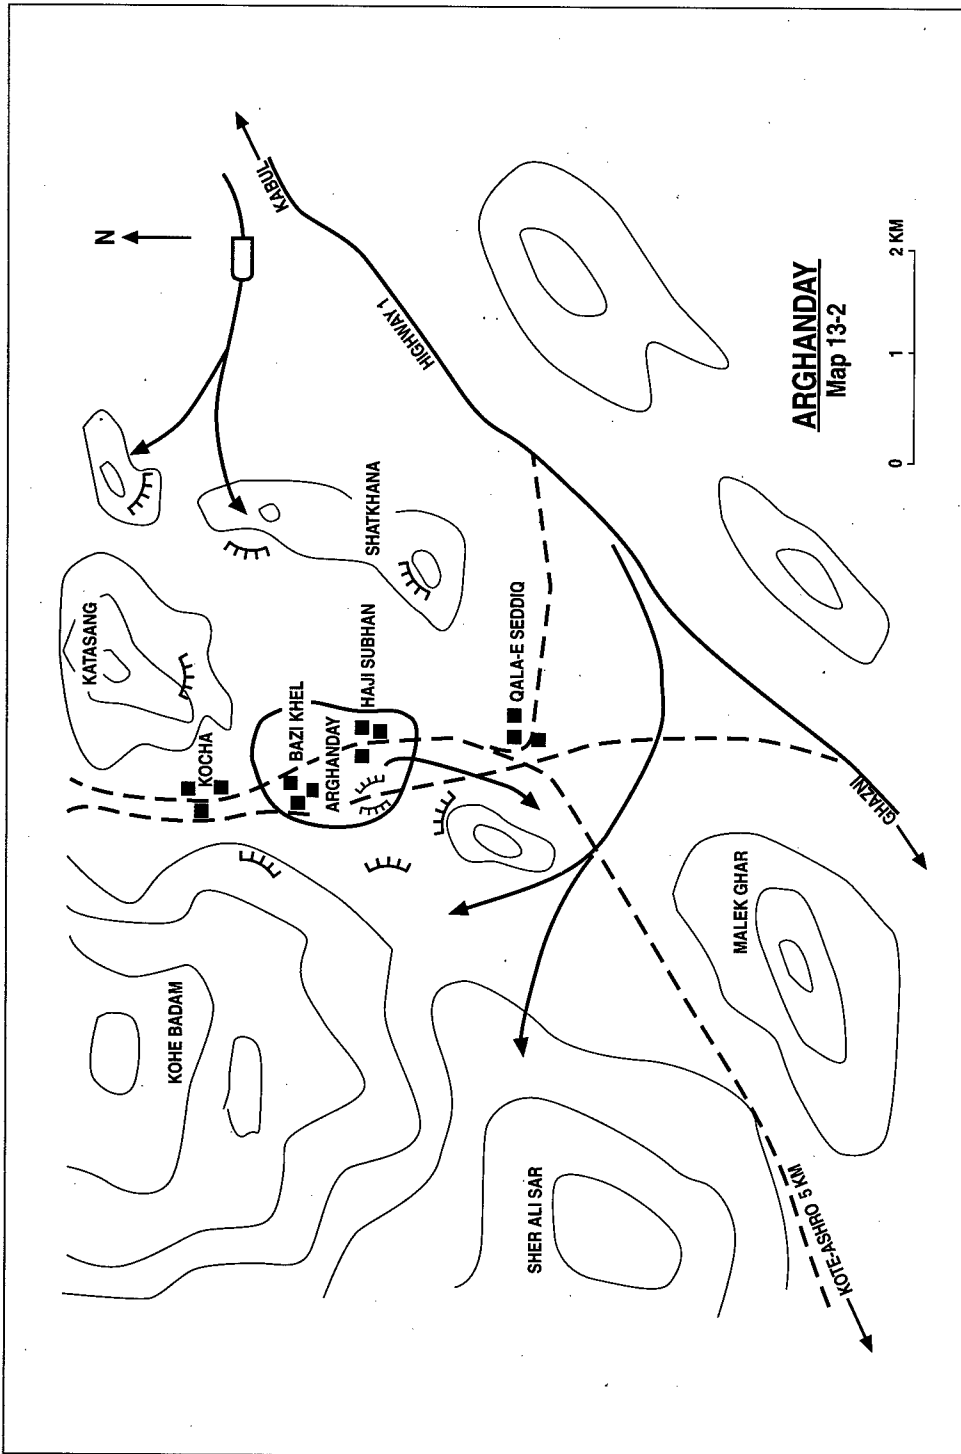 N
KABUL
HIGHWAY 1
KATASANG
SHATKHANA
KOCHA
BAZI KHEL
HAJI SUBHAN
ARGHANDAY
QALA-E SEDDIQ
KOHE BADAM
SHER ALI SAR
MALEK GHAR
GHAZNI
KOTE-ASHRO 5 KM
ARGHANDAY
Map 13-2
0 1 2 KM